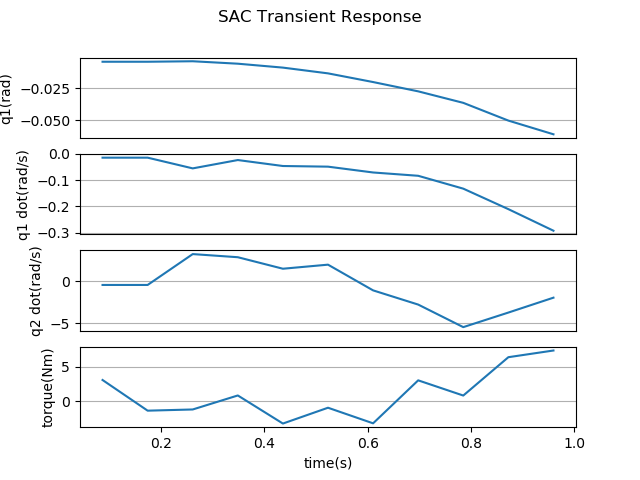 SAC Transient Response
q1(rad)
−0.025
−0.050
q1 dot(rad/s)
0.0
−0.1
−0.2
−0.3
q2 dot(rad/s)
0
−5
torque(Nm)
5
0
0.2 0.4 0.6 0.8 1.0
time(s)